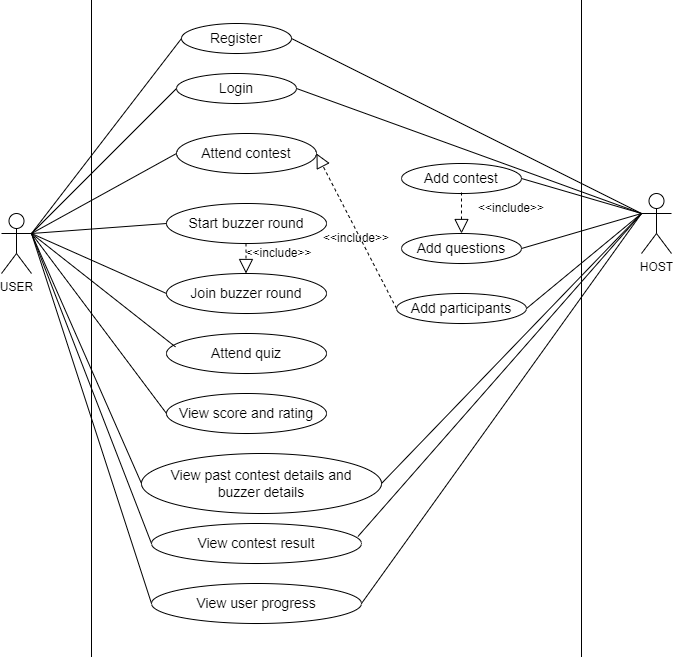 Register
Login
Attend contest
Add contest
<<include>>
Start buzzer round
<<include>>
Add questions
<<include>>
HOST
USER
Join buzzer round
Add participants
Attend quiz
View score and rating
View past contest details and
buzzer details
View contest result
View user progress